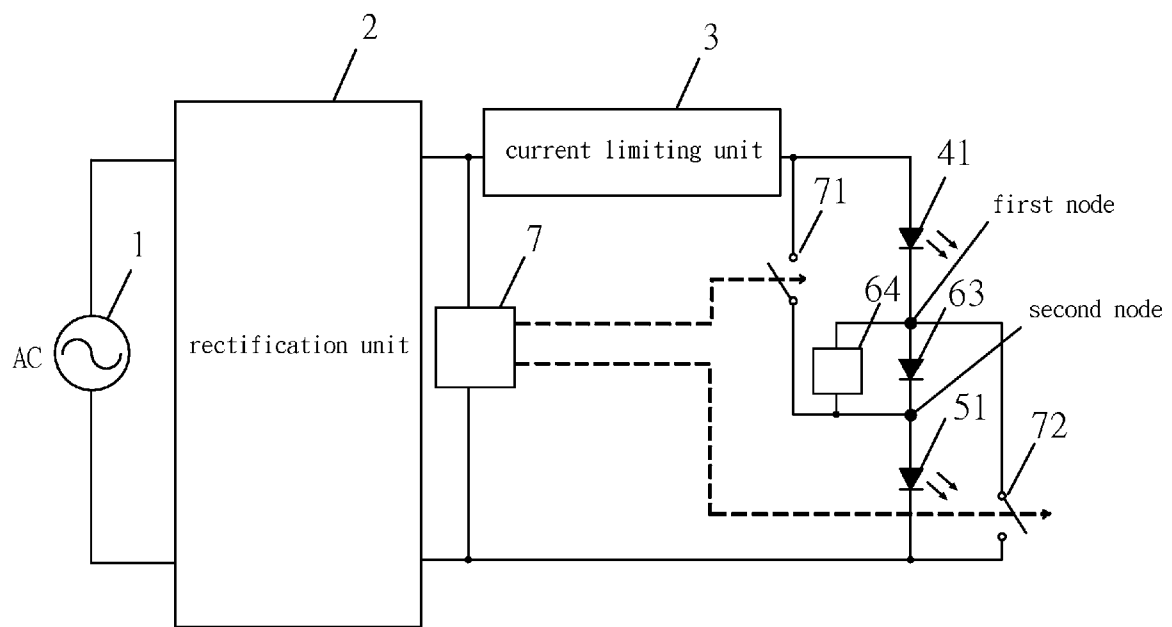 2
3
current limiting unit
41
first node
71
1
7
64
63
second node
AC
rectification unit
51
72